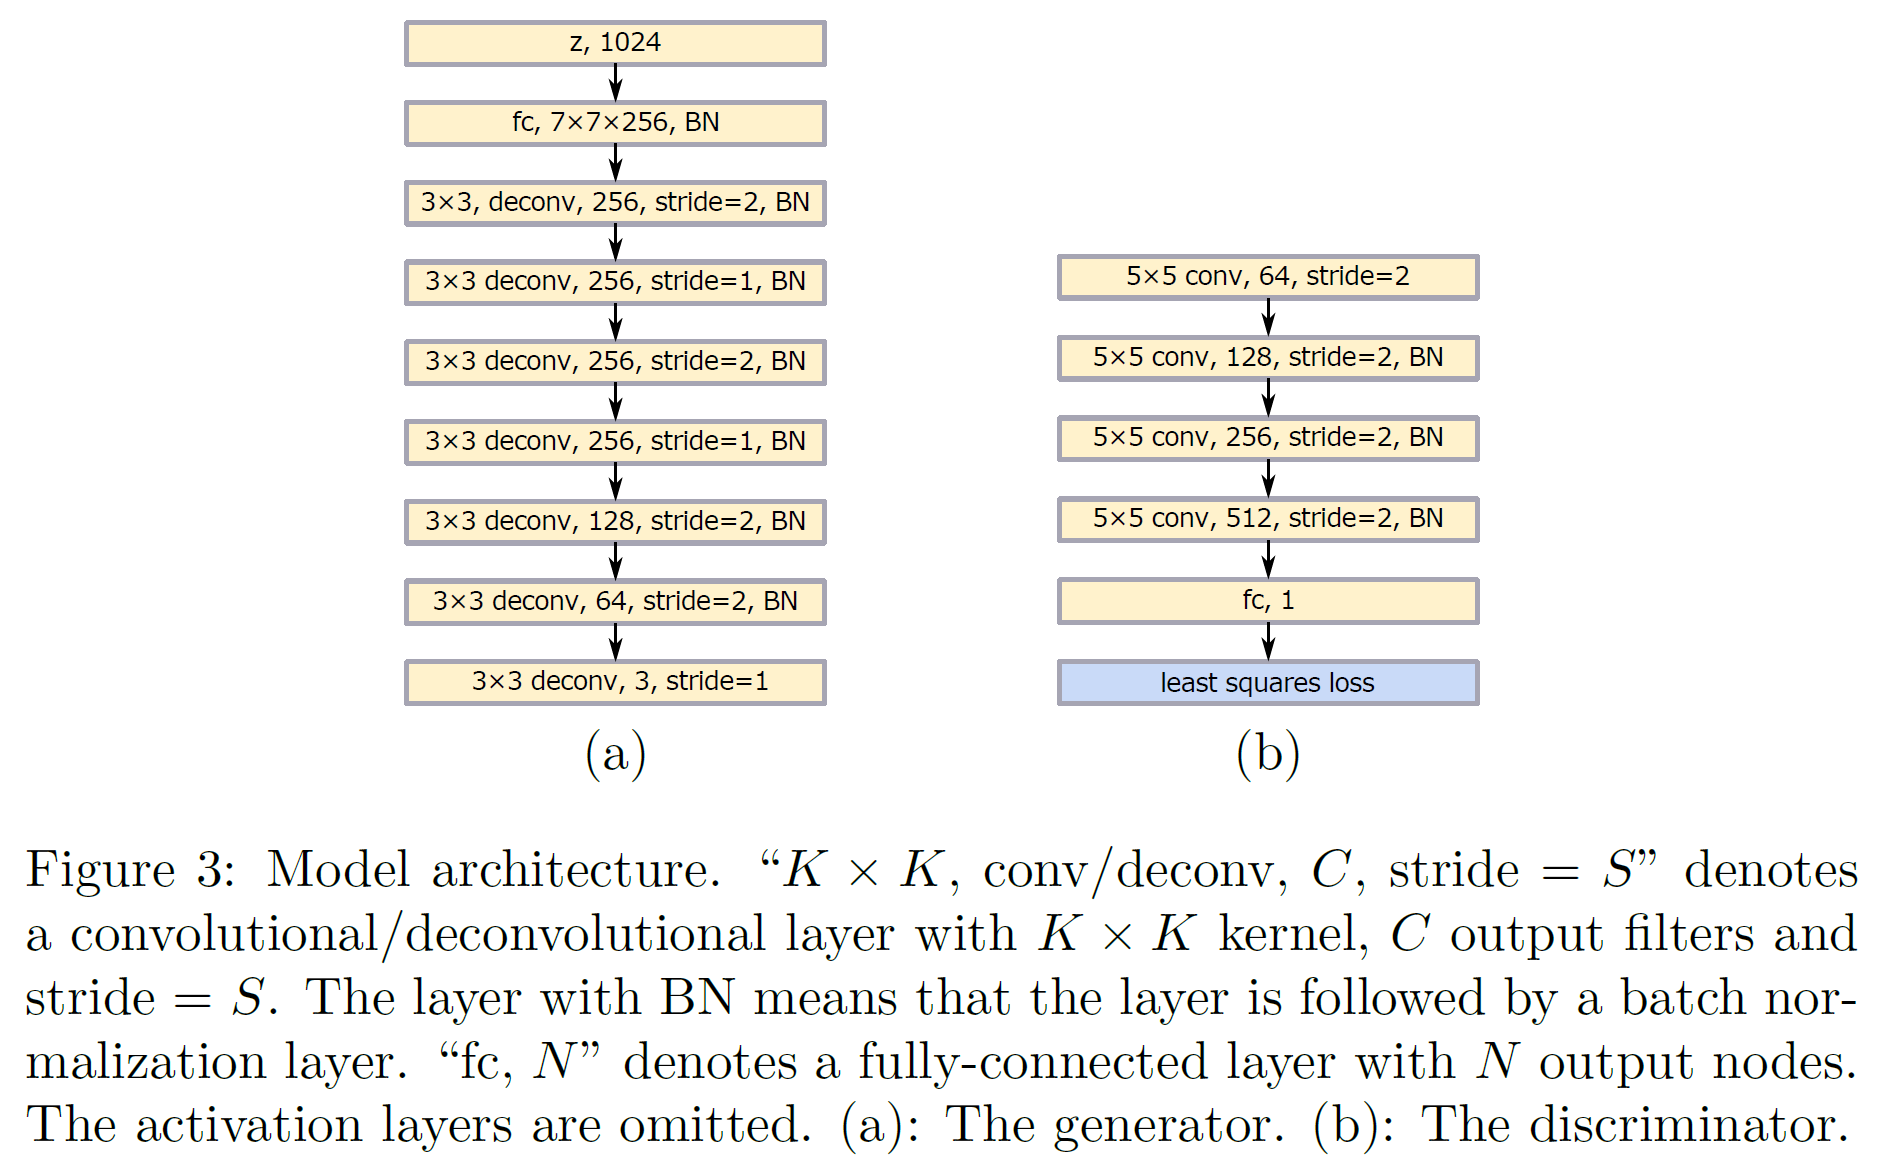 z, 1024
fc, 7×7×256, BN
3×3, deconv, 256, stride=2, BN
3×3 deconv, 256, stride=1, BN
3×3 deconv, 256, stride=2, BN
3×3 deconv, 256, stride=1, BN
3×3 deconv, 128, stride=2, BN
3×3 deconv, 64, stride=2, BN
3×3 deconv, 3, stride=1
(a)
5×5 conv, 64, stride=2
5×5 conv, 128, stride=2, BN
5×5 conv, 256, stride=2, BN
5×5 conv, 512, stride=2, BN
fc, 1
least squares loss
(b)
Figure 3: Model architecture. “K × K, conv/deconv, C, stride = S” denotes
a convolutional/deconvolutional layer with K × K kernel, C output filters and
stride = S. The layer with BN means that the layer is followed by a batch nor-
malization layer. “fc, N” denotes a fully-connected layer with N output nodes.
The activation layers are omitted. (a): The generator. (b): The discriminator.